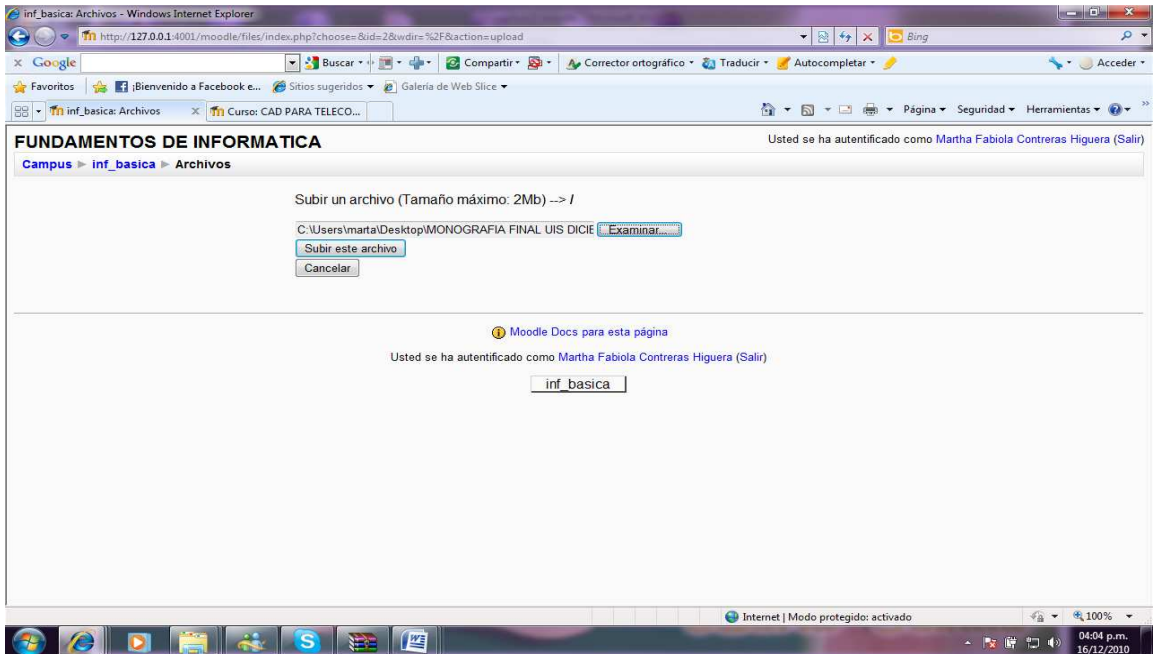 inf_basica: Archivos - Windows Internet Explorer
http://127.0.0.1:4001/moodle/files/index.php?choose=&id=2&wdir=%2F&action=upload
Bing
x Google Buscar Compartir Corrector ortográfico Traducir Autocompletar Acceder
Favoritos ¡Bienvenido a Facebook e... Sitios sugeridos Galería de Web Slice
inf_basica: Archivos x Curso: CAD PARA TELECO... Página Seguridad Herramientas
FUNDAMENTOS DE INFORMATICA
Usted se ha autentificado como Martha Fabiola Contreras Higuera (Salir)
Campus ► inf_basica ► Archivos
Subir un archivo (Tamaño máximo: 2Mb) --> /
C:\Users\marta\Desktop\MONOGRAFIA FINAL UIS DICIE Examinar...
Subir este archivo
Cancelar
Moodle Docs para esta página
Usted se ha autentificado como Martha Fabiola Contreras Higuera (Salir)
inf_basica
Internet | Modo protegido: activado 100%
04:04 p.m.
16/12/2010